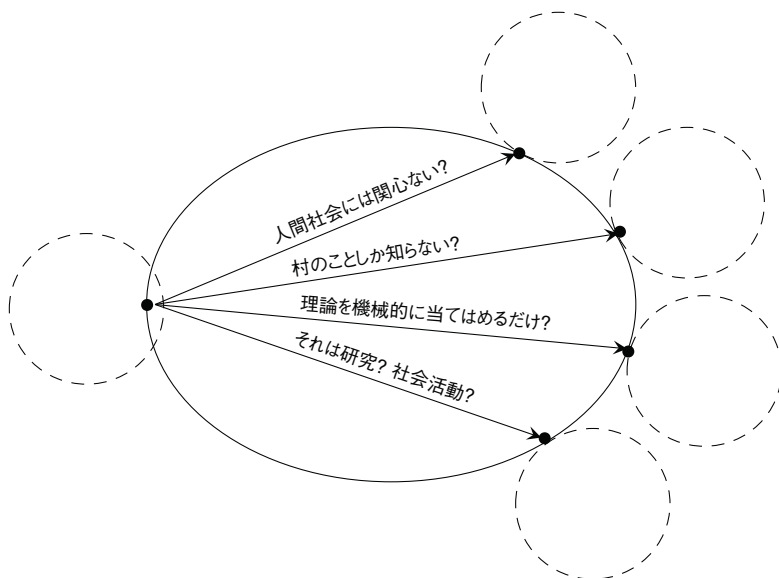 人間社会には関心ない?
村のことしか知らない?
理論を機械的に当てはめるだけ?
それは研究? 社会活動?